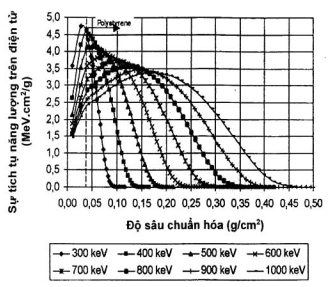 Sự tích tụ năng lượng trên điện tử
(MeV.cm²/g)
5,0
4,5
4,0
3,5
3,0
2,5
2,0
1,5
1,0
0,5
0,0
Polystyrene
0,00 0,05 0,10 0,15 0,20 0,25 0,30 0,35 0,40 0,45 0,50
Độ sâu chuẩn hóa (g/cm²)
300 keV 400 keV 500 keV 600 keV
700 keV 800 keV 900 keV 1000 keV